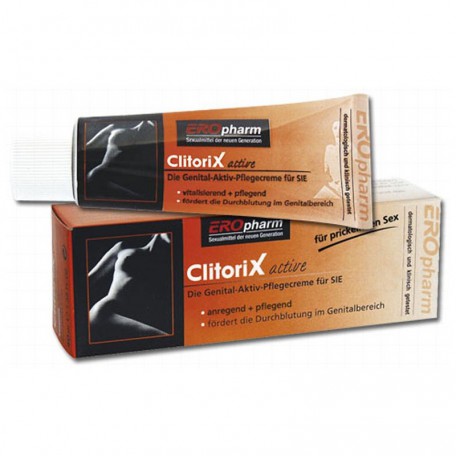 EROpharm
Sexualmittel der neuen Generation
ClitoriX active
Die Genital-Aktiv-Pflegecreme für SIE
• vitalisierend + pflegend
• fördert die Durchblutung im Genitalbereich
EROpharm
dermatologisch und klinisch getestet
EROpharm
Sexualmittel der neuen Generation
ClitoriX active
Die Genital-Aktiv-Pflegecreme für SIE
• anregend + pflegend
• fördert die Durchblutung im Genitalbereich
für Sex
EROpharm
dermatologisch und klinisch getestet